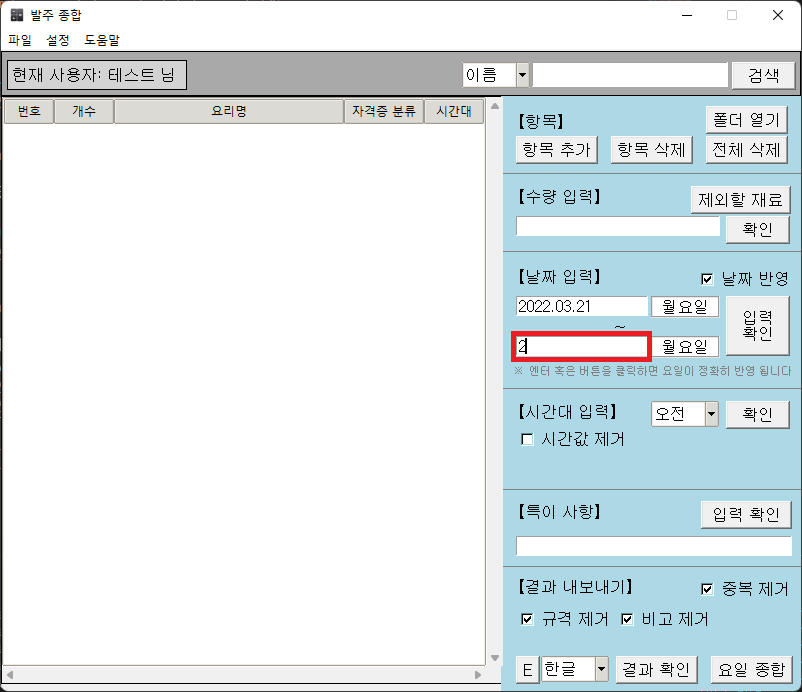 발주 종합
파일 설정 도움말
현재 사용자: 테스트 닝 이름 검색
번호 개수 요리명 자격증 분류 시간대
【항목】 폴더 열기
항목 추가 항목 삭제 전체 삭제
【수량 입력】 제외할 재료
확인
【날짜 입력】 날짜 반영
2022.03.21 월요일 입력 확인
~
2 월요일
※ 엔터 혹은 버튼을 클릭하면 요일이 정확히 반영 됩니다
【시간대 입력】 오전 확인
시간값 제거
【특이 사항】 입력 확인
【결과 내보내기】 중복 제거
규격 제거 비고 제거
E 한글 결과 확인 요일 종합